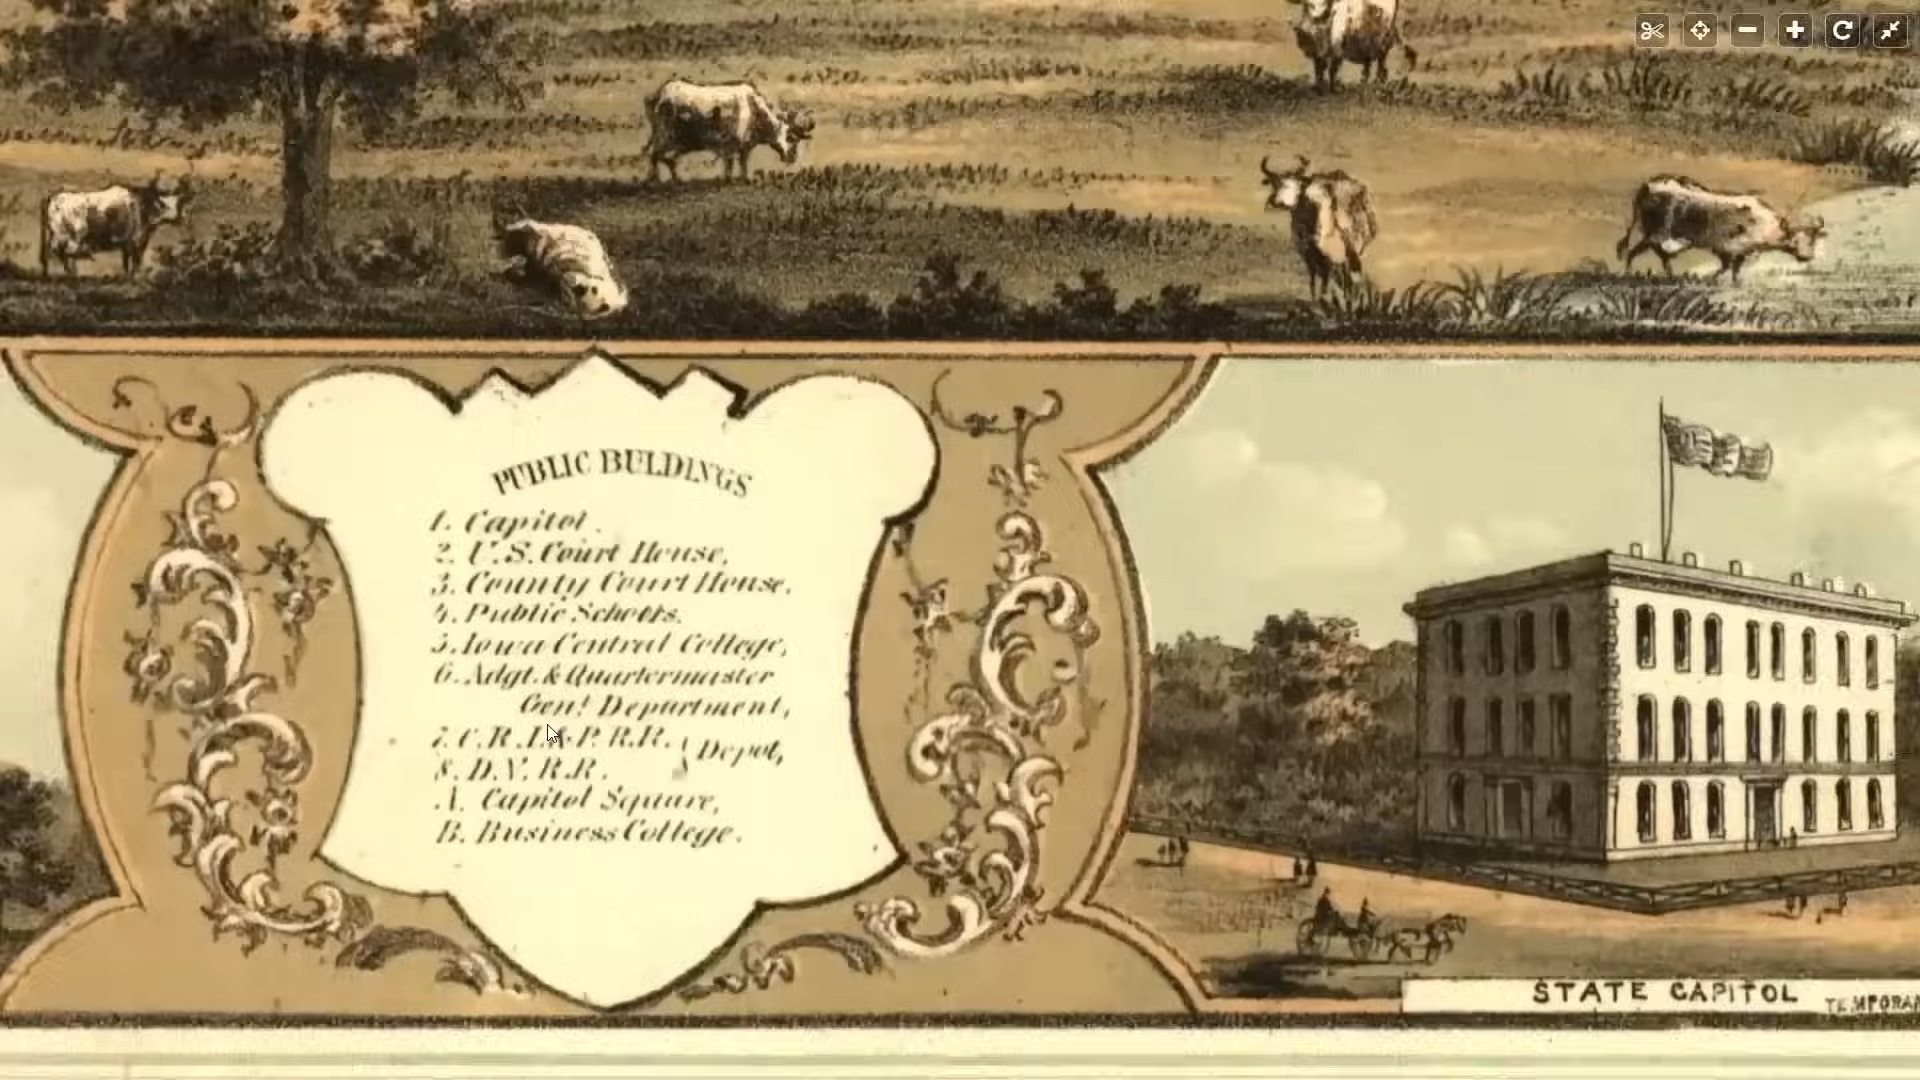 PUBLIC BULDINGS
1. Capitol.
2. U.S. Court House,
3. County Court House.
4. Public Schools.
5. Iowa Central College,
6. Adgt. & Quartermaster
Genl Department,
7. C.R.I.&.P. R.R.
Depot,
8. D.V. R.R.
A. Capitol Square,
B. Business College.
STATE CAPITOL